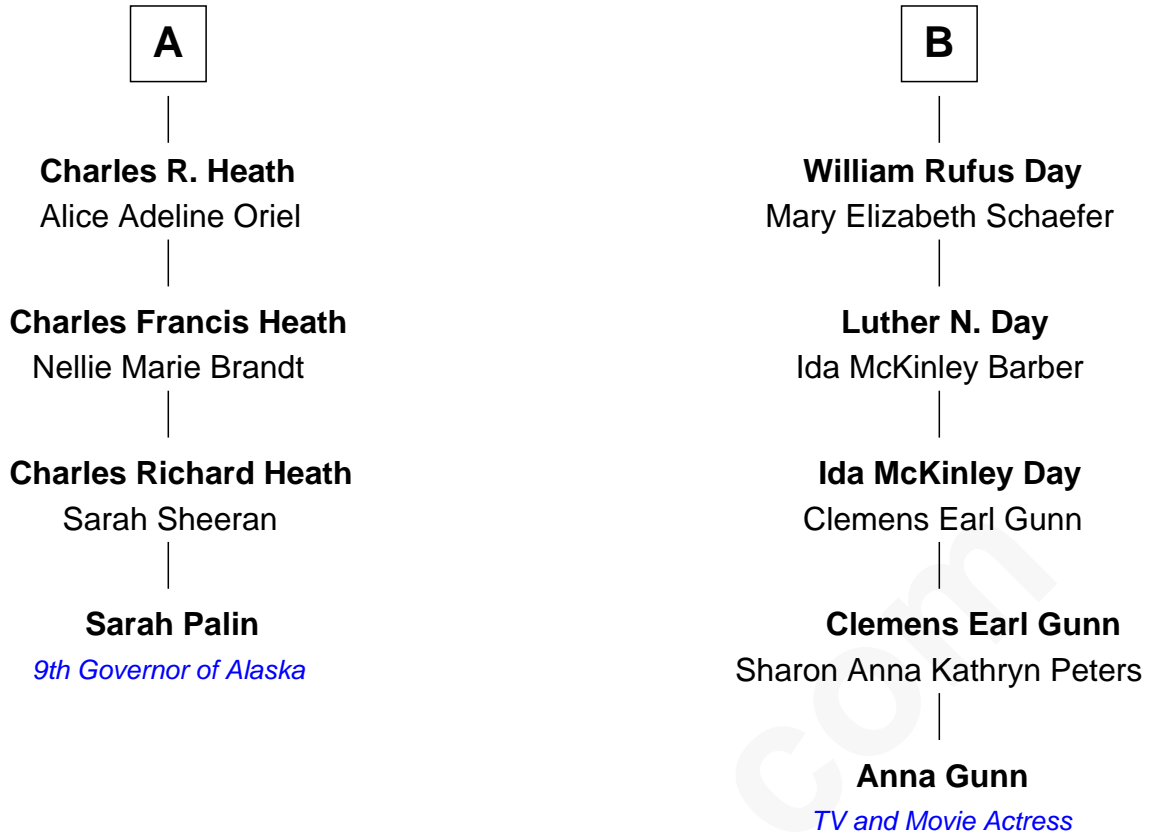 A
Charles R. Heath
Alice Adeline Oriel
Charles Francis Heath
Nellie Marie Brandt
Charles Richard Heath
Sarah Sheeran
Sarah Palin
9th Governor of Alaska
B
William Rufus Day
Mary Elizabeth Schaefer
Luther N. Day
Ida McKinley Barber
Ida McKinley Day
Clemens Earl Gunn
Clemens Earl Gunn
Sharon Anna Kathryn Peters
Anna Gunn
TV and Movie Actress
com